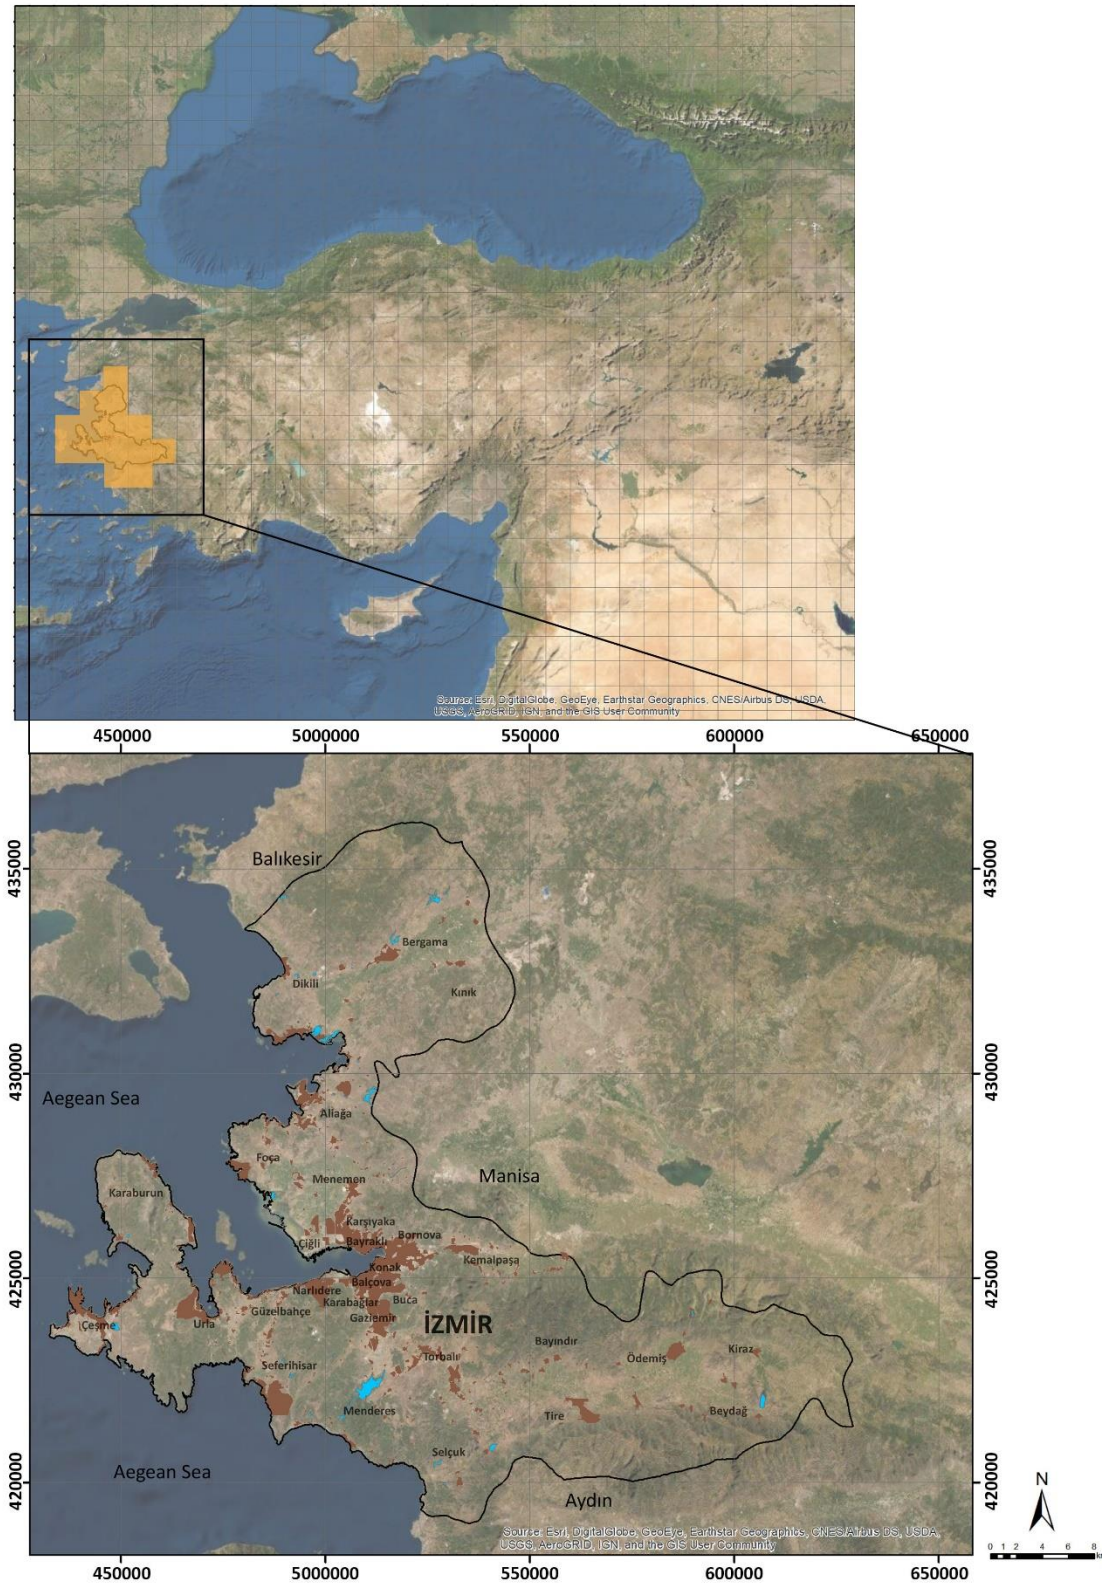 Source: Esri, DigitalGlobe, GeoEye, Earthstar Geographics, CNES/Airbus DS, USDA,
USGS, AeroGRID, IGN, and the GIS User Community
450000 5000000 550000 600000 650000
Balıkesir
435000 435000
Bergama
Dikili
Kınık
430000 430000
Aegean Sea
Aliağa
Foça
Manisa
Menemen
Karaburun
Karşıyaka
Bornova
Çiğli
Bayraklı
Kemalpaşa
Konak
425000 425000
Balçova
Narlıdere
Karabağlar
Buca
Güzelbahçe
Gaziemir
Çeşme
Urla
İZMİR
Bayındır
Torbalı
Ödemiş
Kiraz
Seferihisar
Menderes
Tire
Beydağ
Selçuk
Aegean Sea
420000 420000
Aydın
N
Source: Esri, DigitalGlobe, GeoEye, Earthstar Geographics, CNES/Airbus DS, USDA,
USGS, AeroGRID, IGN, and the GIS User Community
0 1 2 4 6 8
km
450000 5000000 550000 600000 650000